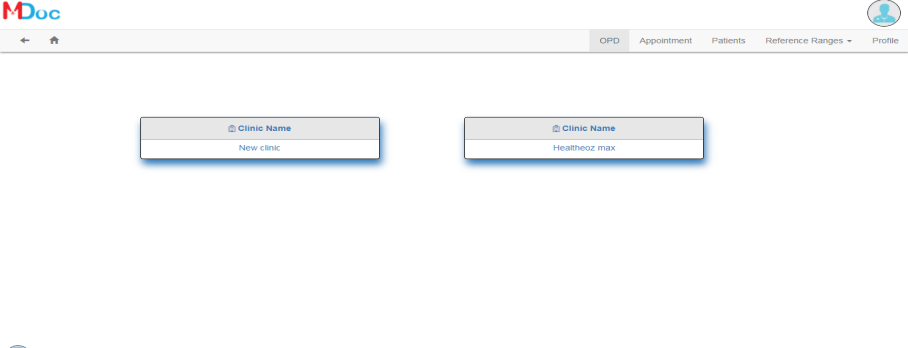 MDoc
OPD Appointment Patients Reference Ranges Profile
Clinic Name
New clinic
Clinic Name
Healtheoz max